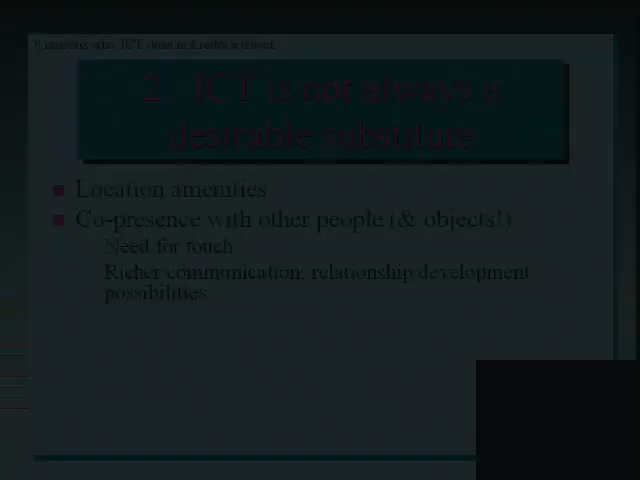 reasons why ICT does not reduce travel
2. ICT is not always a
desirable substitute
Location amenities
Co-presence with other people (& objects!)
Need for touch
Richer communication, relationship development
possibilities